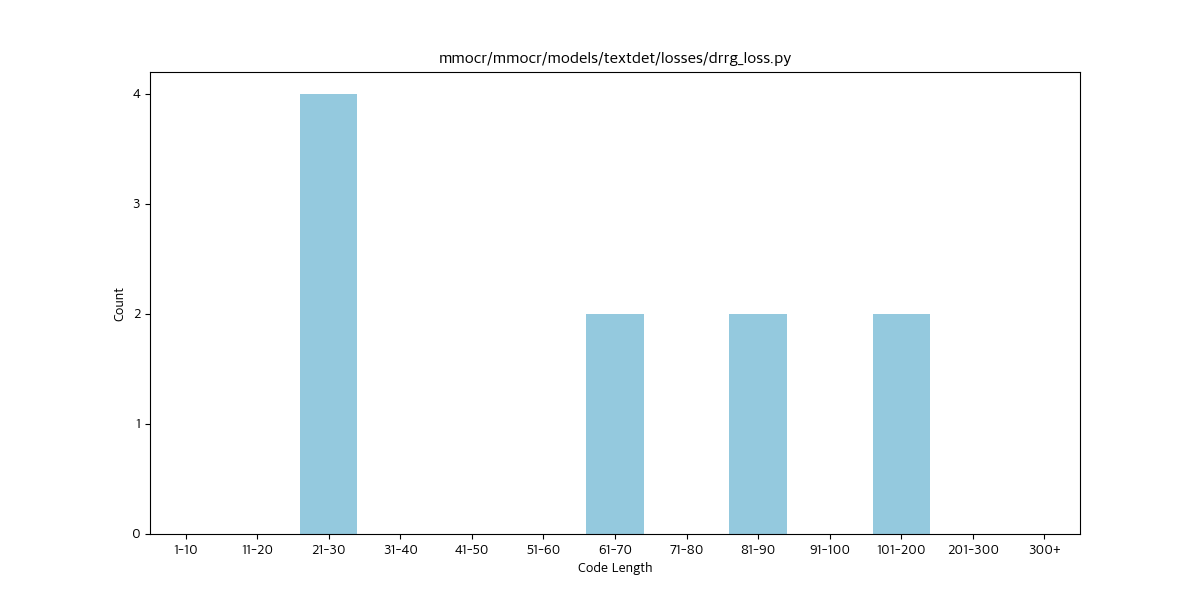 mmocr/mmocr/models/textdet/losses/drrg_loss.py
4
3
2
1
0
Count
1-10 11-20 21-30 31-40 41-50 51-60 61-70 71-80 81-90 91-100 101-200 201-300 300+
Code Length